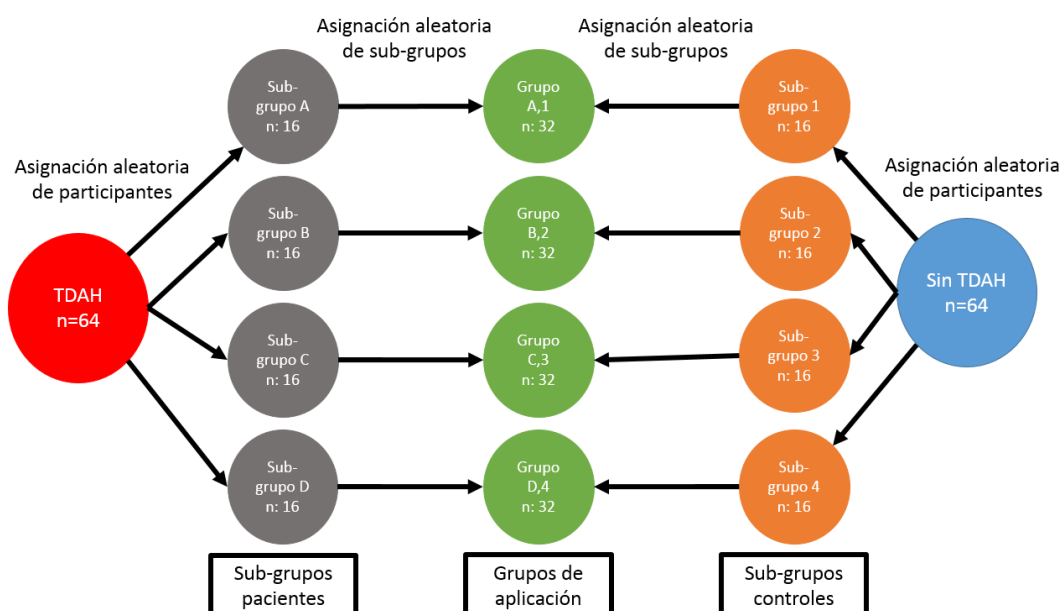 Asignación aleatoria
de sub-grupos
Asignación aleatoria
de sub-grupos
Sub-
grupo A
n: 16
Grupo
A,1
n: 32
Sub-
grupo 1
n: 16
Asignación aleatoria
de participantes
Asignación aleatoria
de participantes
Sub-
grupo B
n: 16
Grupo
B,2
n: 32
Sub-
grupo 2
n: 16
TDAH
n=64
Sin TDAH
n=64
Sub-
grupo C
n: 16
Grupo
C,3
n: 32
Sub-
grupo 3
n: 16
Sub-
grupo D
n: 16
Grupo
D,4
n: 32
Sub-
grupo 4
n: 16
Sub-grupos
pacientes
Grupos de
aplicación
Sub-grupos
controles